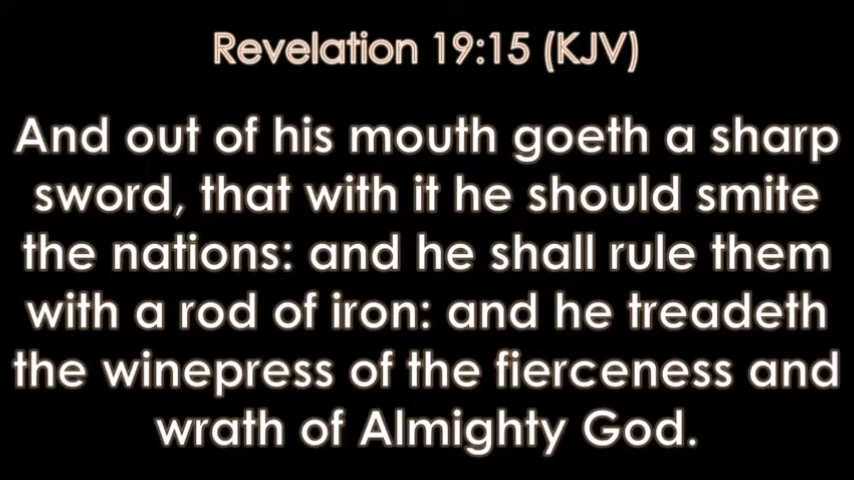 Revelation 19:15 (KJV)
And out of his mouth goeth a sharp
sword, that with it he should smite
the nations: and he shall rule them
with a rod of iron: and he treadeth
the winepress of the fierceness and
wrath of Almighty God.